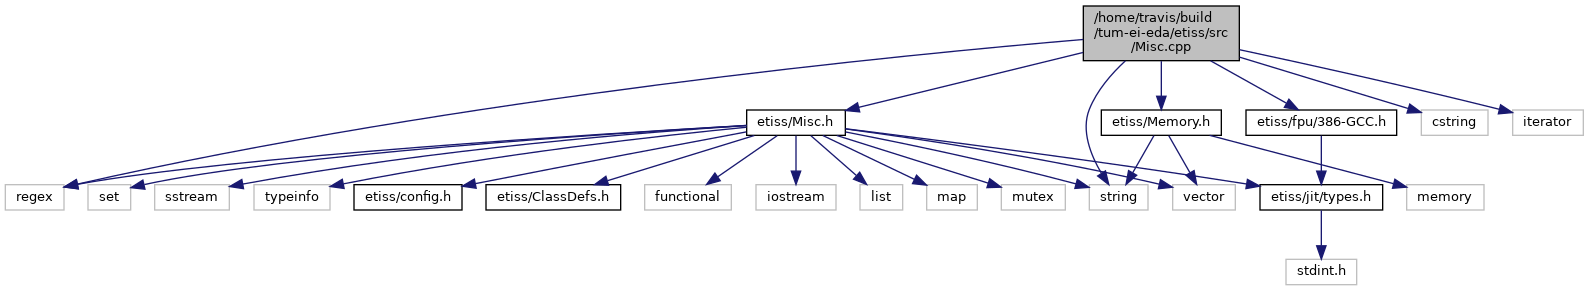 /home/travis/build
/tum-ei-eda/etiss/src
/Misc.cpp
etiss/Misc.h
etiss/Memory.h
etiss/fpu/386-GCC.h
cstring
iterator
regex
set
sstream
typeinfo
etiss/config.h
etiss/ClassDefs.h
functional
iostream
list
map
mutex
string
vector
etiss/jit/types.h
memory
stdint.h